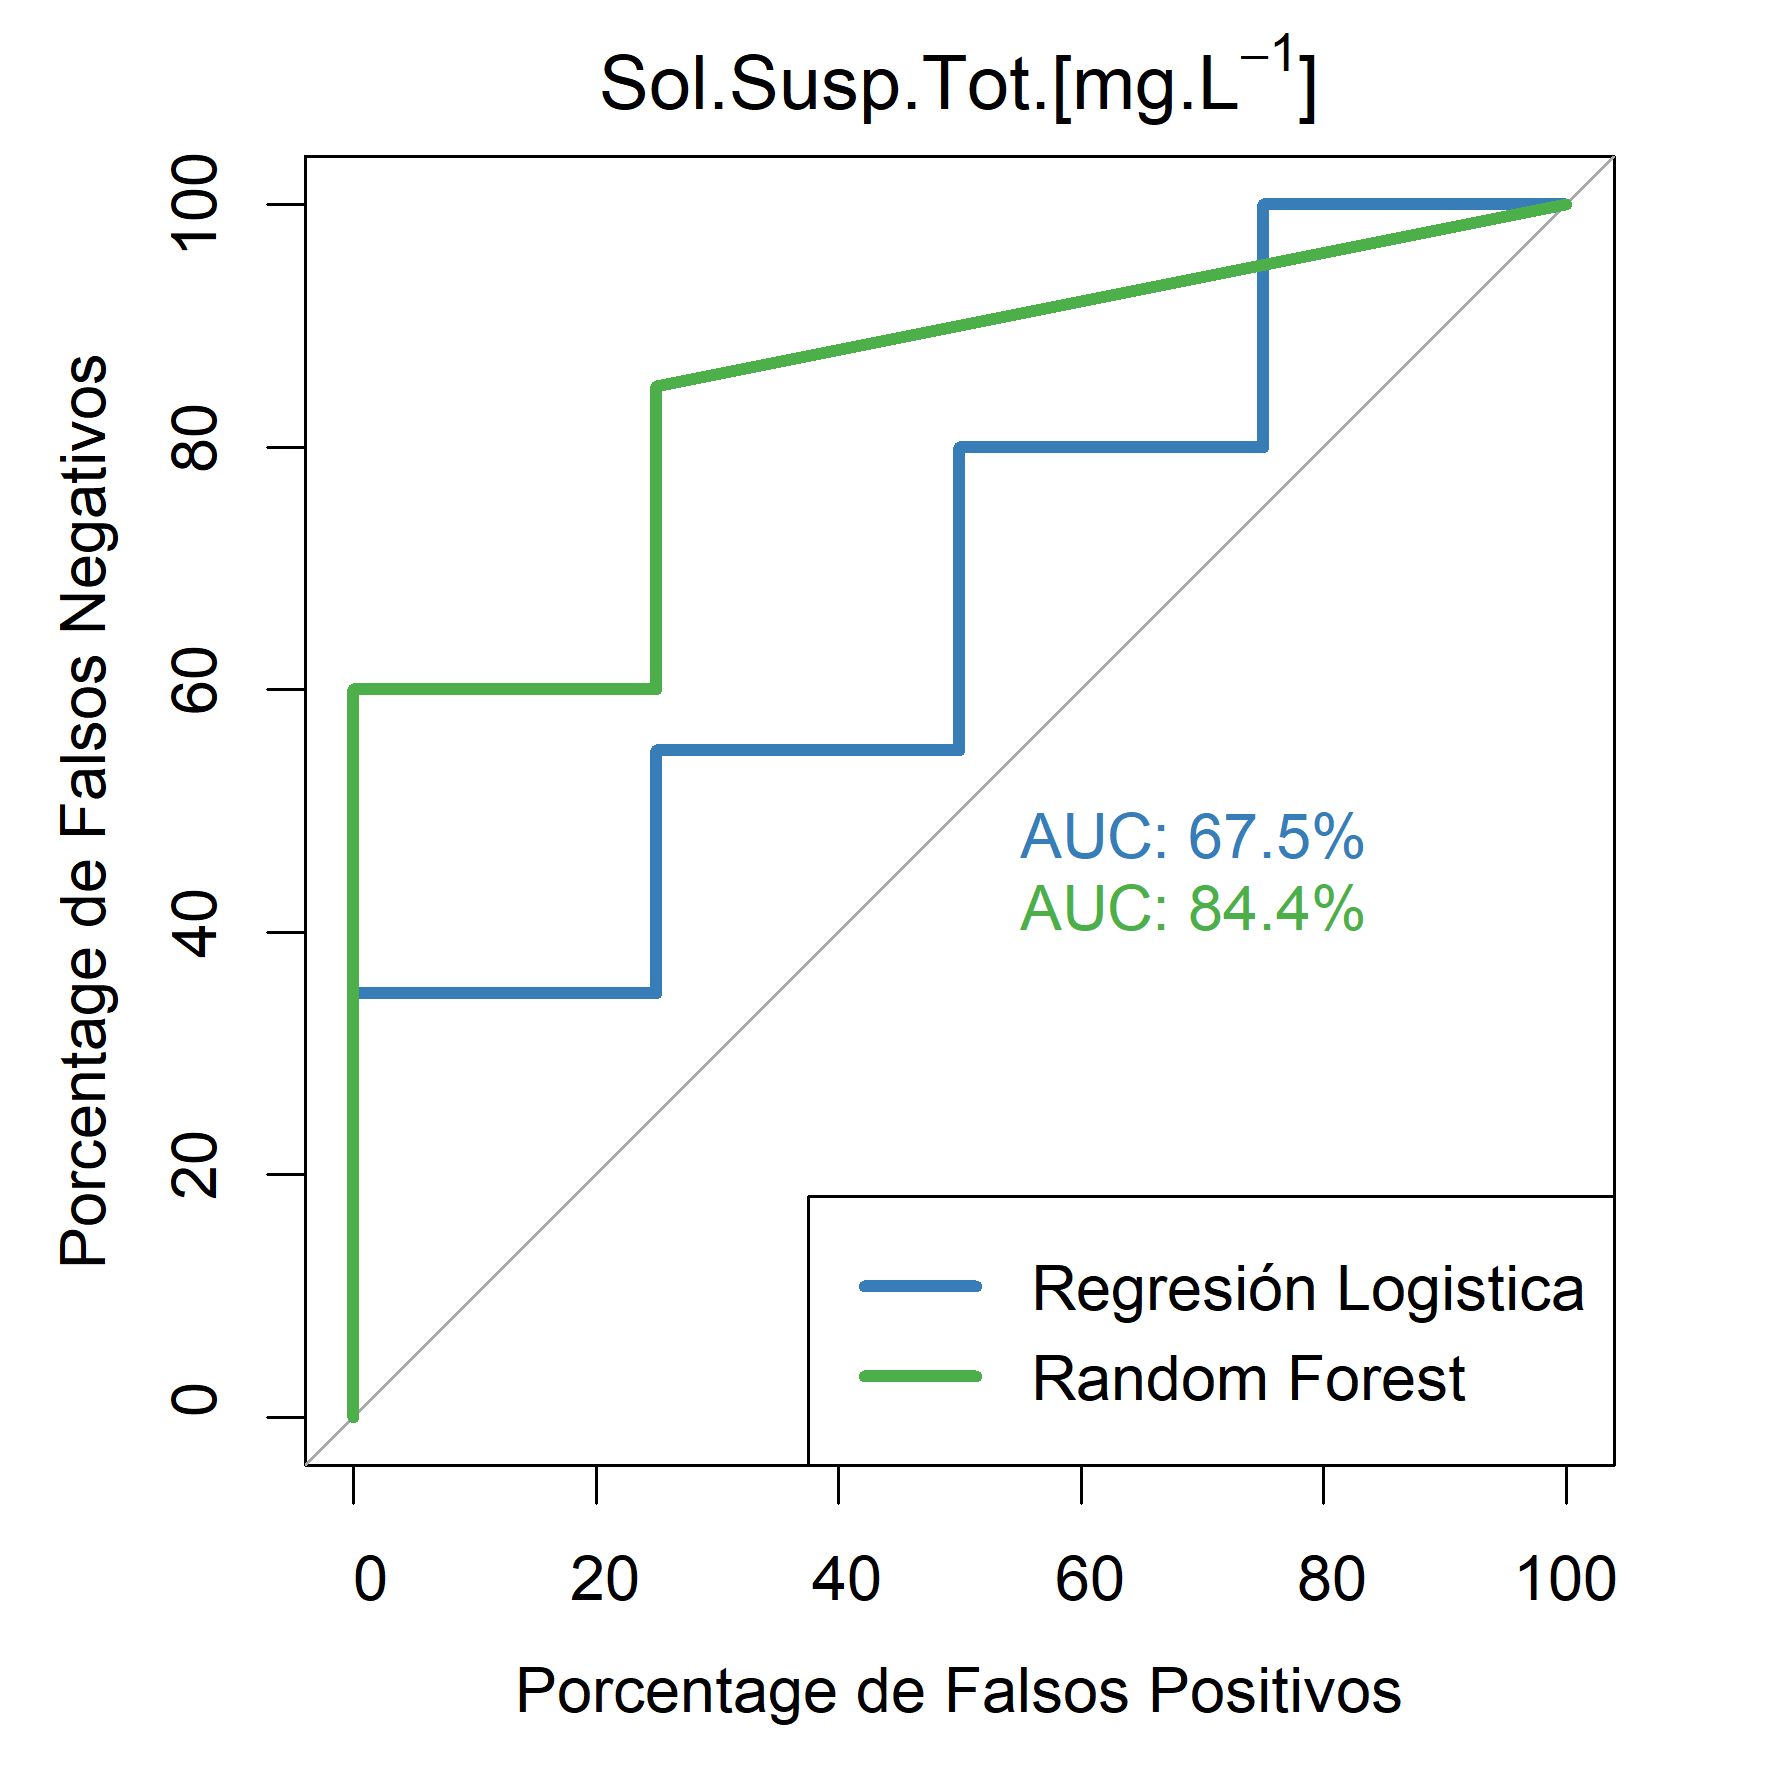 Sol.Susp.Tot.[mg.L⁻¹]
Porcentage de Falsos Negativos
100
80
60
40
20
0
AUC: 67.5%
AUC: 84.4%
Regresión Logistica
Random Forest
0 20 40 60 80 100
Porcentage de Falsos Positivos